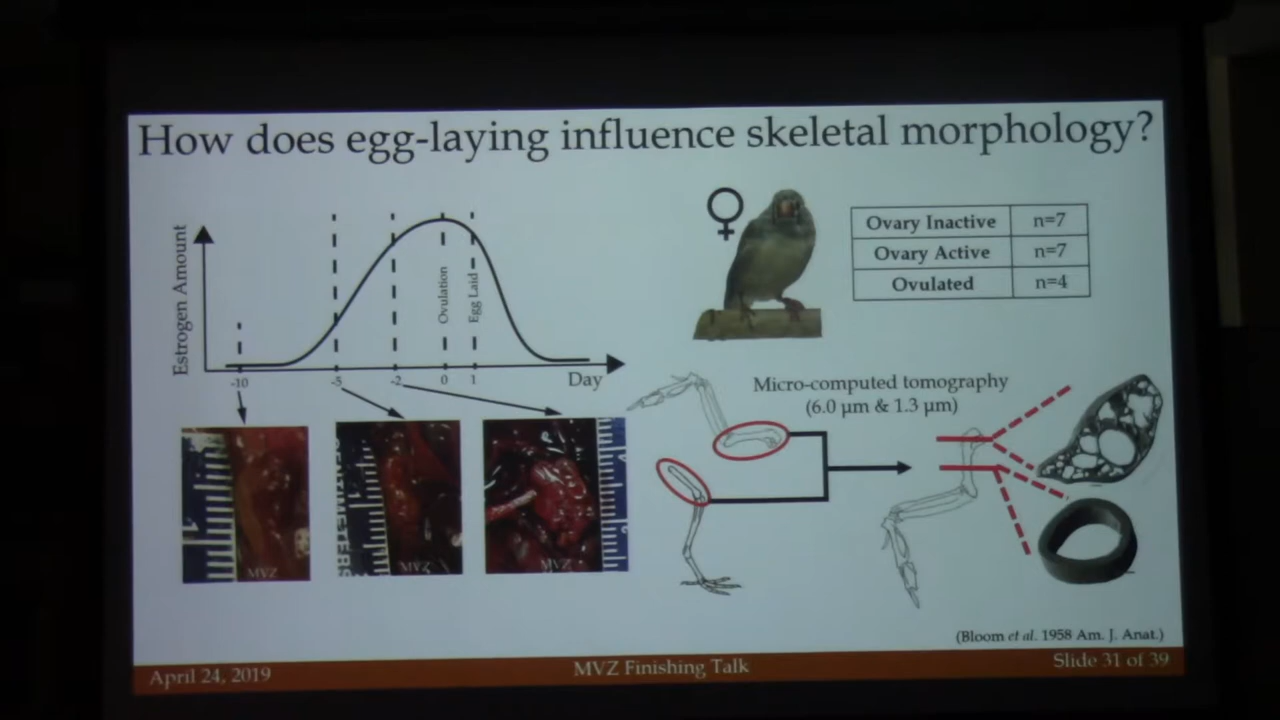 How does egg-laying influence skeletal morphology?
Estrogen Amount
Ovulation
Egg Laid
-10
-5
-2
0
1
Day
♀
Ovary Inactive n=7
Ovary Active n=7
Ovulated n=4
Micro-computed tomography
(6.0 µm & 1.3 µm)
CENTIMETERS
MVZ
MVZ
MVZ
(Bloom et al. 1958 Am. J. Anat.)
April 24, 2019
MVZ Finishing Talk
Slide 31 of 39